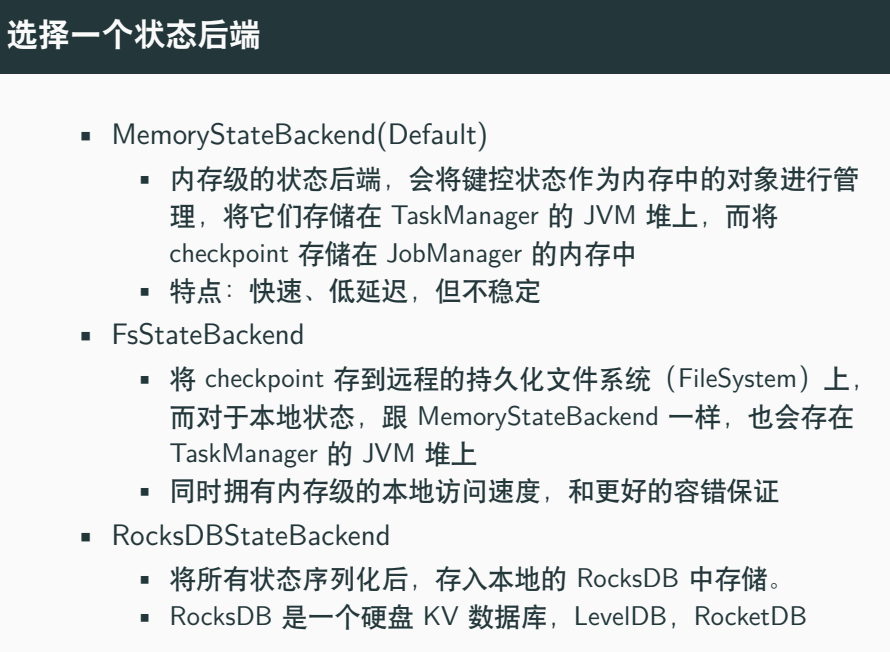 选择一个状态后端
▪ MemoryStateBackend(Default)
▪ 内存级的状态后端，会将键控状态作为内存中的对象进行管
理，将它们存储在 TaskManager 的 JVM 堆上，而将
checkpoint 存储在 JobManager 的内存中
▪ 特点：快速、低延迟，但不稳定
▪ FsStateBackend
▪ 将 checkpoint 存到远程的持久化文件系统（FileSystem）上，
而对于本地状态，跟 MemoryStateBackend 一样，也会存在
TaskManager 的 JVM 堆上
▪ 同时拥有内存级的本地访问速度，和更好的容错保证
▪ RocksDBStateBackend
▪ 将所有状态序列化后，存入本地的 RocksDB 中存储。
▪ RocksDB 是一个硬盘 KV 数据库，LevelDB，RocketDB